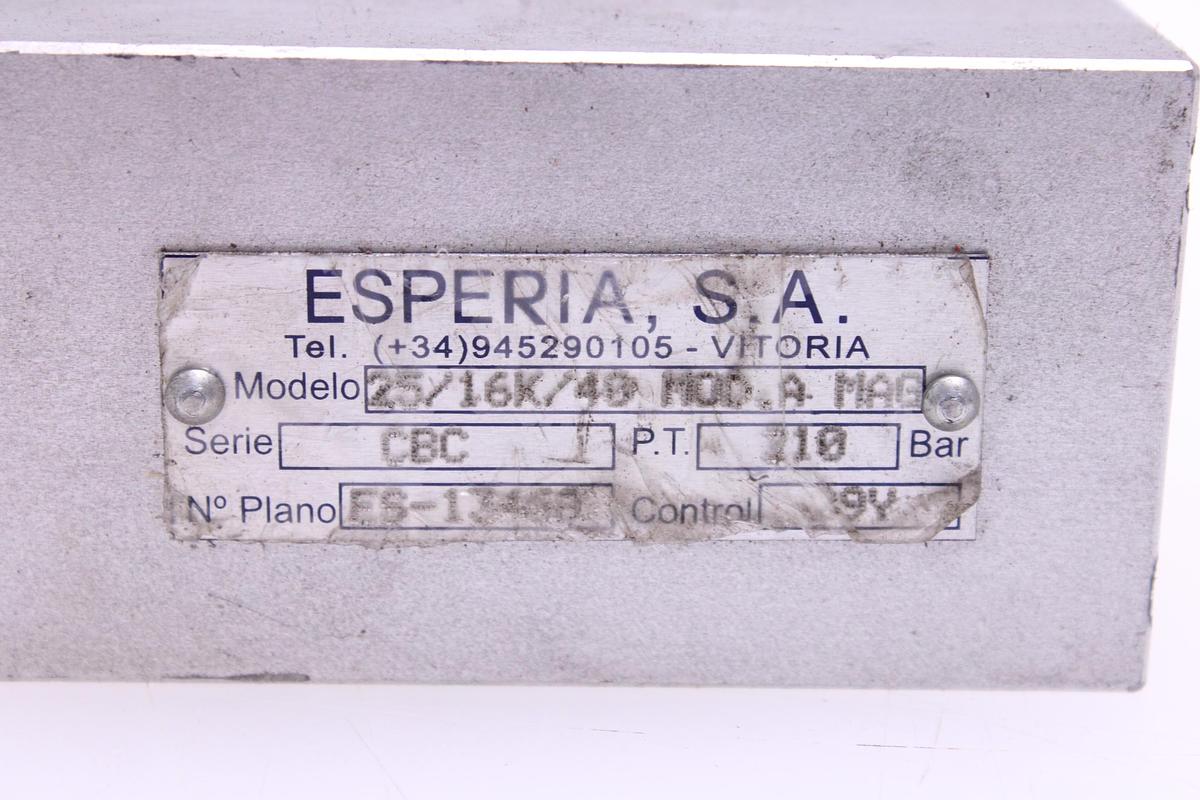 ESPERIA, S.A.
Tel. (+34)945290105 - VITORIA
Modelo 25/16K/40 MOD.A MAG
Serie CBC P.T. 210 Bar
Nº Plano Control